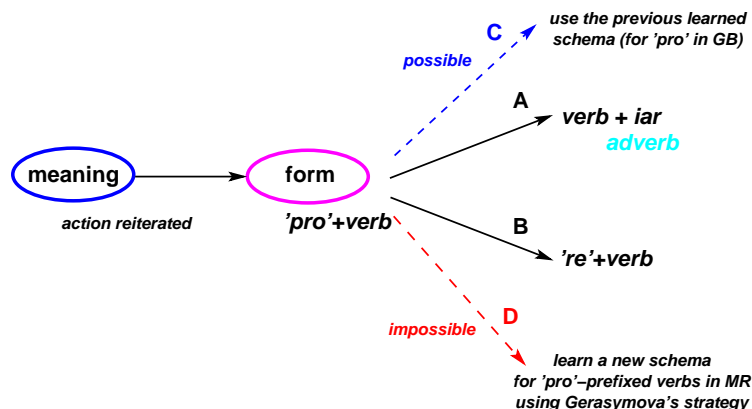 use the previous learned
schema (for 'pro' in GB)
C
possible
A
verb + iar
adverb
meaning
form
action reiterated
'pro'+verb
B
're'+verb
D
impossible
learn a new schema
for 'pro'–prefixed verbs in MR
using Gerasymova's strategy